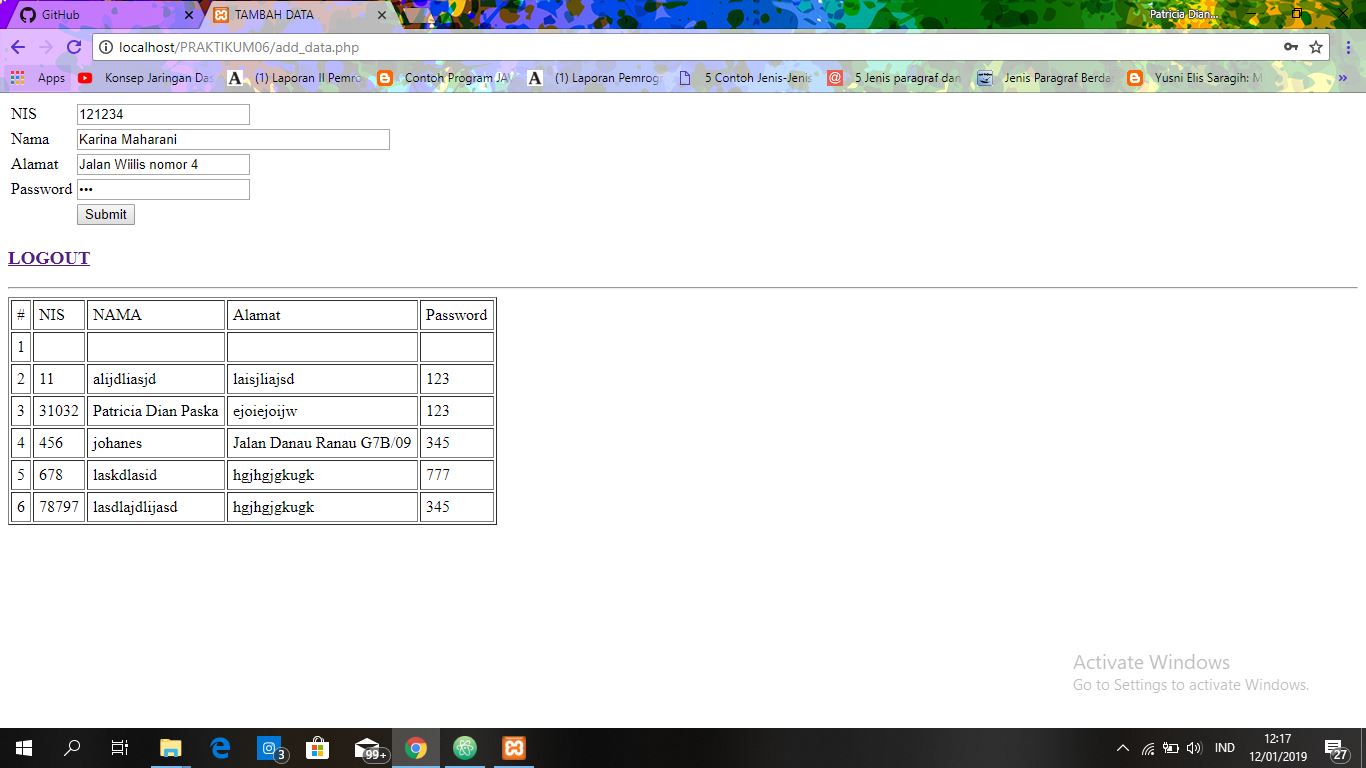 GitHub TAMBAH DATA Patricia Dian...
localhost/PRAKTIKUM06/add_data.php
Apps Konsep Jaringan Das (1) Laporan II Pemro Contoh Program JAV (1) Laporan Pemrog 5 Contoh Jenis-Jenis 5 Jenis paragraf dan Jenis Paragraf Berdas Yusni Elis Saragih: M »
NIS 121234
Nama Karina Maharani
Alamat Jalan Wiilis nomor 4
Password •••
Submit
LOGOUT
# NIS NAMA Alamat Password
1
2 11 alijdliasjd laisjliajsd 123
3 31032 Patricia Dian Paska ejoiejoijw 123
4 456 johanes Jalan Danau Ranau G7B/09 345
5 678 laskdlasid hgjhgjgkugk 777
6 78797 lasdlajdlijasd hgjhgjgkugk 345
Activate Windows
Go to Settings to activate Windows.
3 99+ IND 12:17
12/01/2019 27